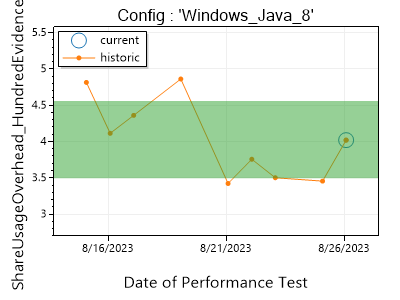 Config : 'Windows_Java_8'
current
historic
5.5
5
4.5
4
3.5
3
ShareUsageOverhead_HundredEvidence
8/16/2023
8/21/2023
8/26/2023
Date of Performance Test